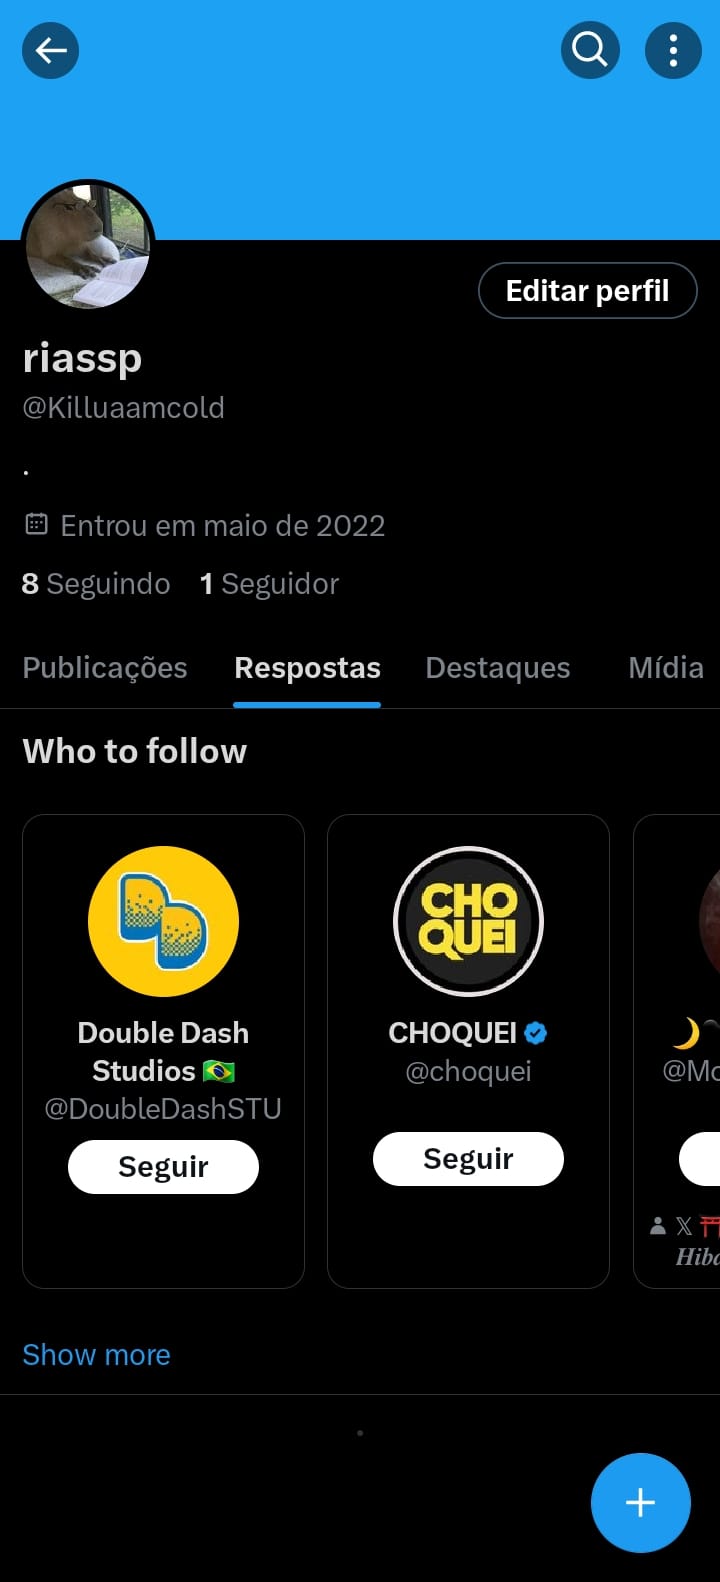 Editar perfil
riassp
@Killuaamcold
.
Entrou em maio de 2022
8 Seguindo 1 Seguidor
Publicações Respostas Destaques Mídia
Who to follow
CHO
QUEI
Double Dash
Studios 🇧🇷
@DoubleDashSTU
Seguir
CHOQUEI
@choquei
Seguir
🌙
@Mo
𝕏 ⛩
𝑯𝒊𝒃𝒂
Show more